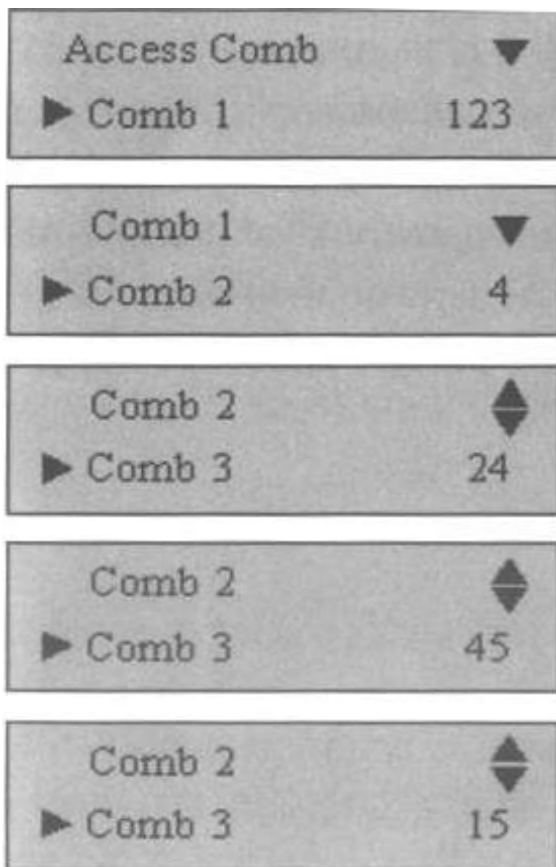 Access Comb ▼
▶ Comb 1 123
Comb 1 ▼
▶ Comb 2 4
Comb 2
▶ Comb 3 24
Comb 2
▶ Comb 3 45
Comb 2
▶ Comb 3 15